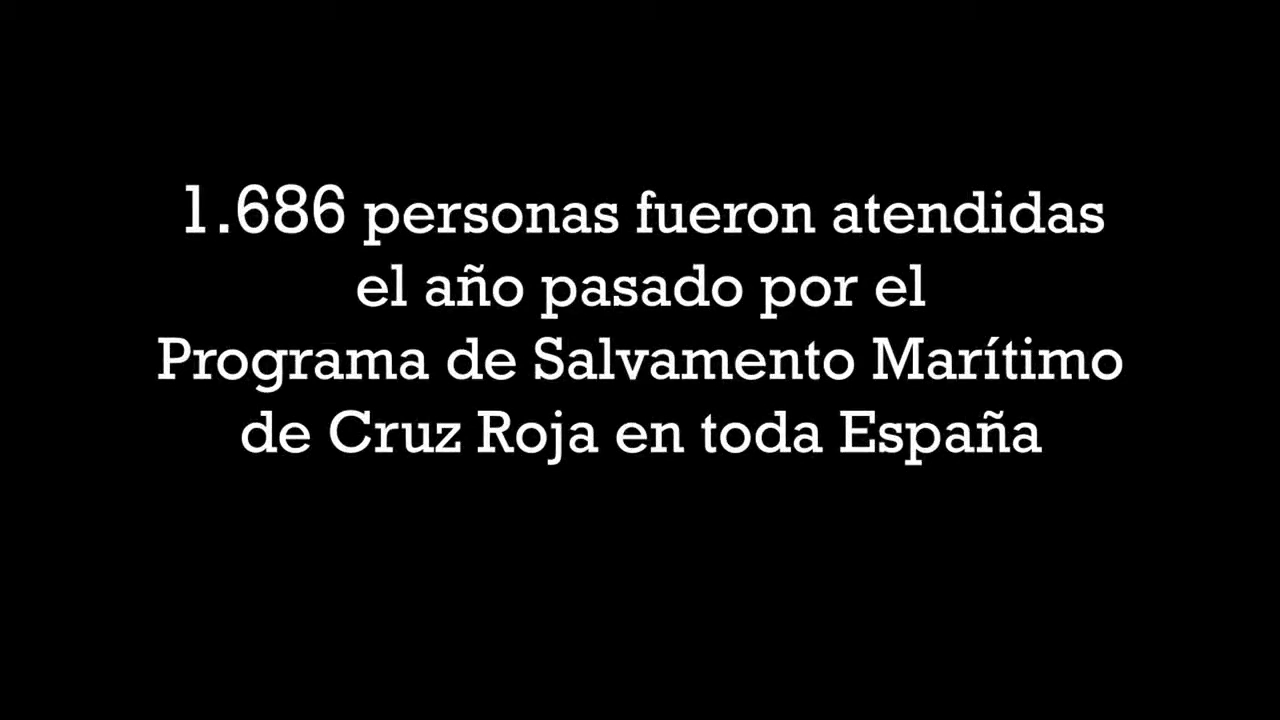 1.686 personas fueron atendidas
el año pasado por el
Programa de Salvamento Marítimo
de Cruz Roja en toda España